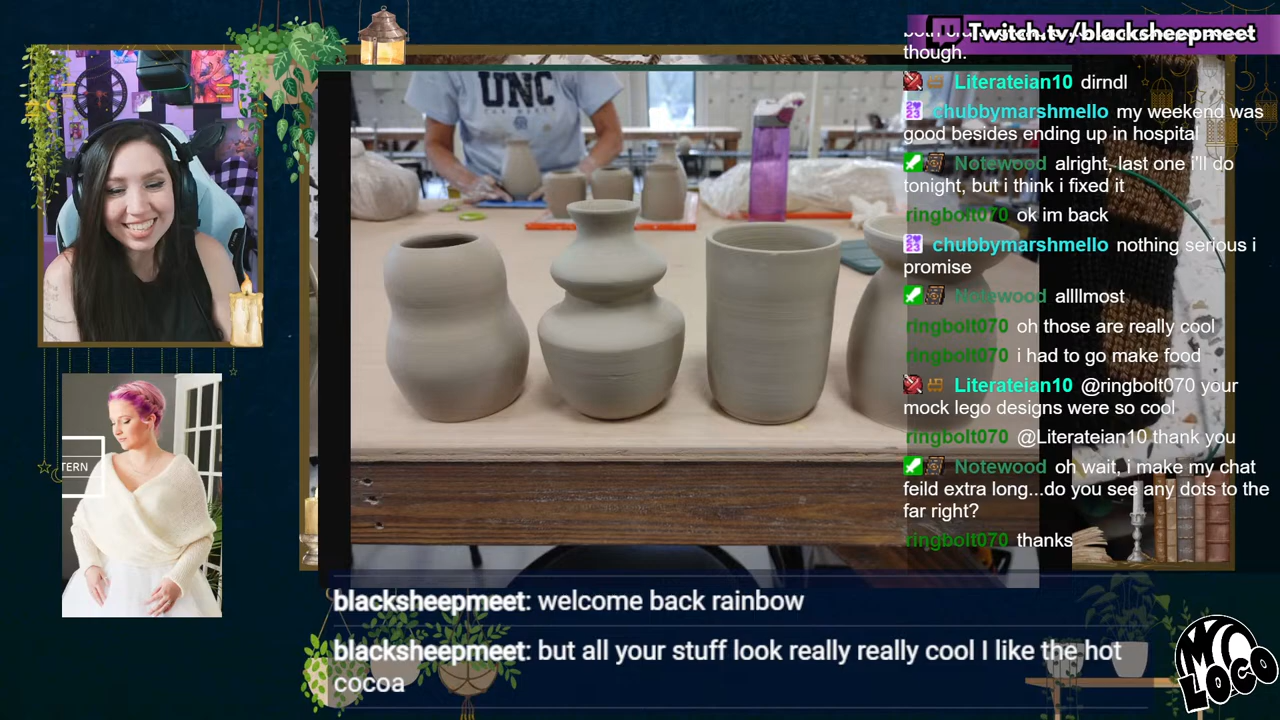 Twitch.tv/blacksheepmeet
though.
Literateian10 dirndl
chubbymarshmello my weekend was
good besides ending up in hospital
Notewood alright, last one i'll do
tonight, but i think i fixed it
ringbolt070 ok im back
chubbymarshmello nothing serious i
promise
Notewood allllmost
ringbolt070 oh those are really cool
ringbolt070 i had to go make food
Literateian10 @ringbolt070 your
mock lego designs were so cool
ringbolt070 @Literateian10 thank you
Notewood oh wait, i make my chat
feild extra long...do you see any dots to the
far right?
ringbolt070 thanks
UNC
TERN
blacksheepmeet: welcome back rainbow
blacksheepmeet: but all your stuff look really really cool I like the hot
cocoa
MC
LOCO